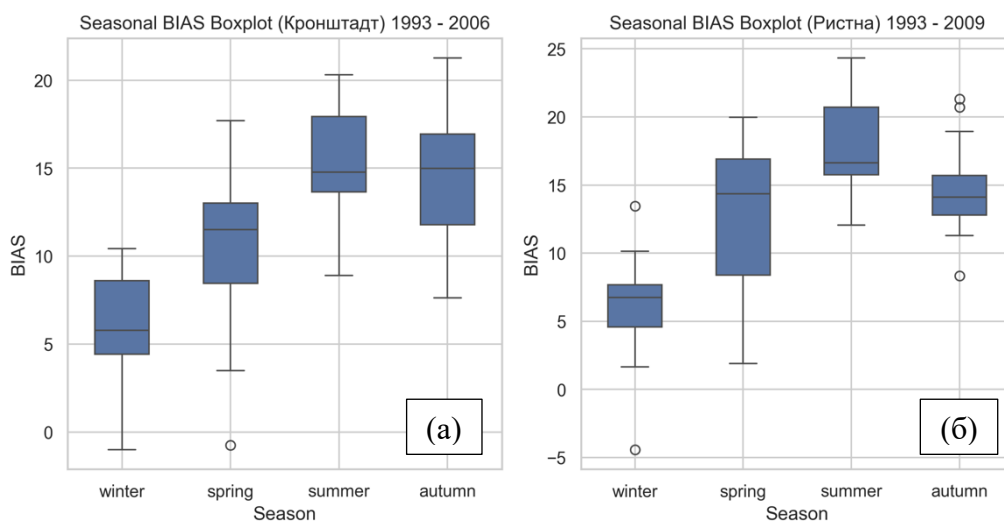 Seasonal BIAS Boxplot (Кронштадт) 1993 - 2006
20
15
10
5
0
BIAS
winter spring summer autumn
Season
(а)
Seasonal BIAS Boxplot (Ристна) 1993 - 2009
25
20
15
10
5
0
−5
BIAS
winter spring summer autumn
Season
(б)